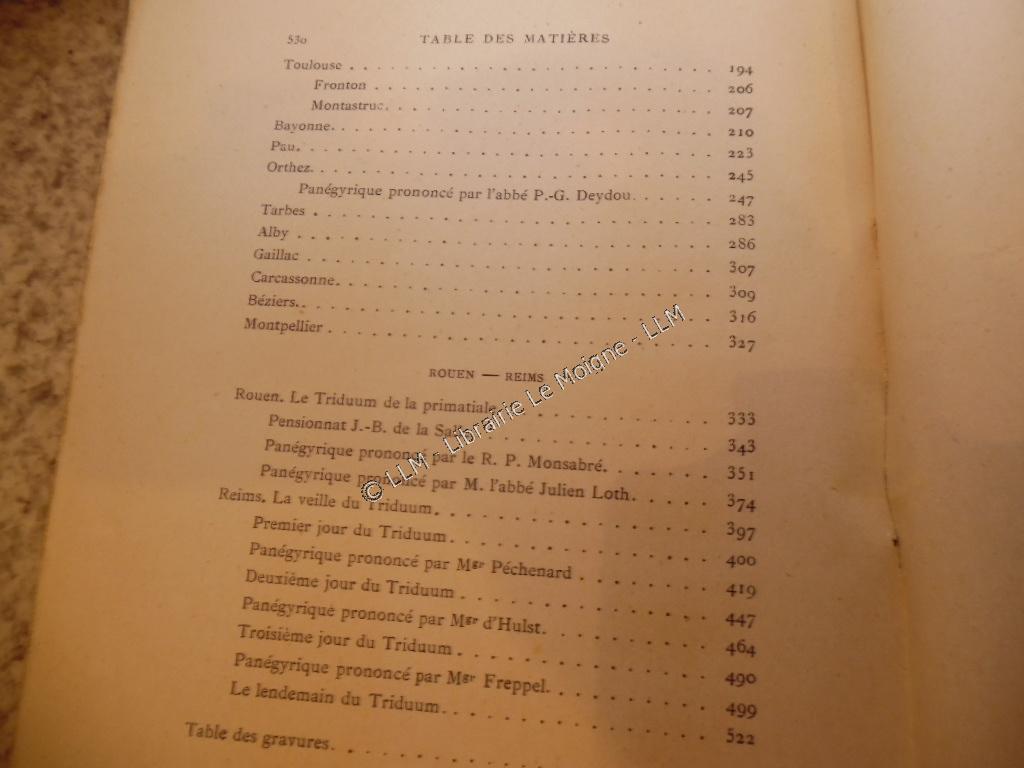 530 TABLE DES MATIÈRES
Toulouse . . . . . . . . . . 194
Fronton . . . . . . . . . . 206
Montastruc. . . . . . . . . . 207
Bayonne. . . . . . . . . . 210
Pau. . . . . . . . . . 223
Orthez. . . . . . . . . . 245
Panégyrique prononcé par l'abbé P.-G. Deydou. . . . . 247
Tarbes . . . . . . . . . . 283
Alby . . . . . . . . . . 286
Gaillac . . . . . . . . . . 307
Carcassonne. . . . . . . . . . 309
Béziers. . . . . . . . . . 316
Montpellier . . . . . . . . . . 327
ROUEN — REIMS
Rouen. Le Triduum de la primatiale . . . . . . 333
Pensionnat J.-B. de la Salle . . . . . . 343
Panégyrique prononcé par le R. P. Monsabré. . . . . 351
Panégyrique prononcé par M. l'abbé Julien Loth. . . . . 374
Reims. La veille du Triduum. . . . . . . . 397
Premier jour du Triduum. . . . . . . . 400
Panégyrique prononcé par Mgr Péchenard . . . . . . 419
Deuxième jour du Triduum . . . . . . . . 447
Panégyrique prononcé par Mgr d'Hulst. . . . . . . 464
Troisième jour du Triduum . . . . . . . . 490
Panégyrique prononcé par Mgr Freppel. . . . . . . 499
Le lendemain du Triduum. . . . . . . . 522
Table des gravures. . . . . . . .
© LLM - Librairie Le Moigne - LLM